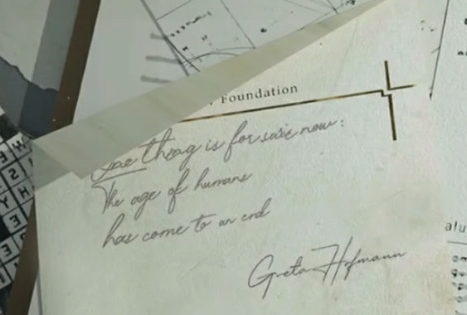 Foundation
One thing is for sure now:
The age of humans
has come to an end
Greta Hofmann